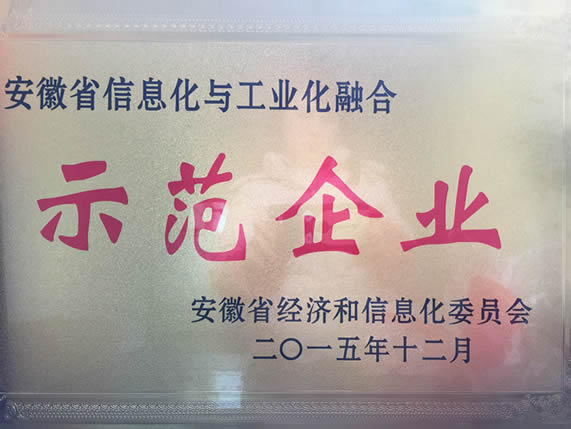 安徽省信息化与工业化融合
示范企业
安徽省经济和信息化委员会
二〇一五年十二月